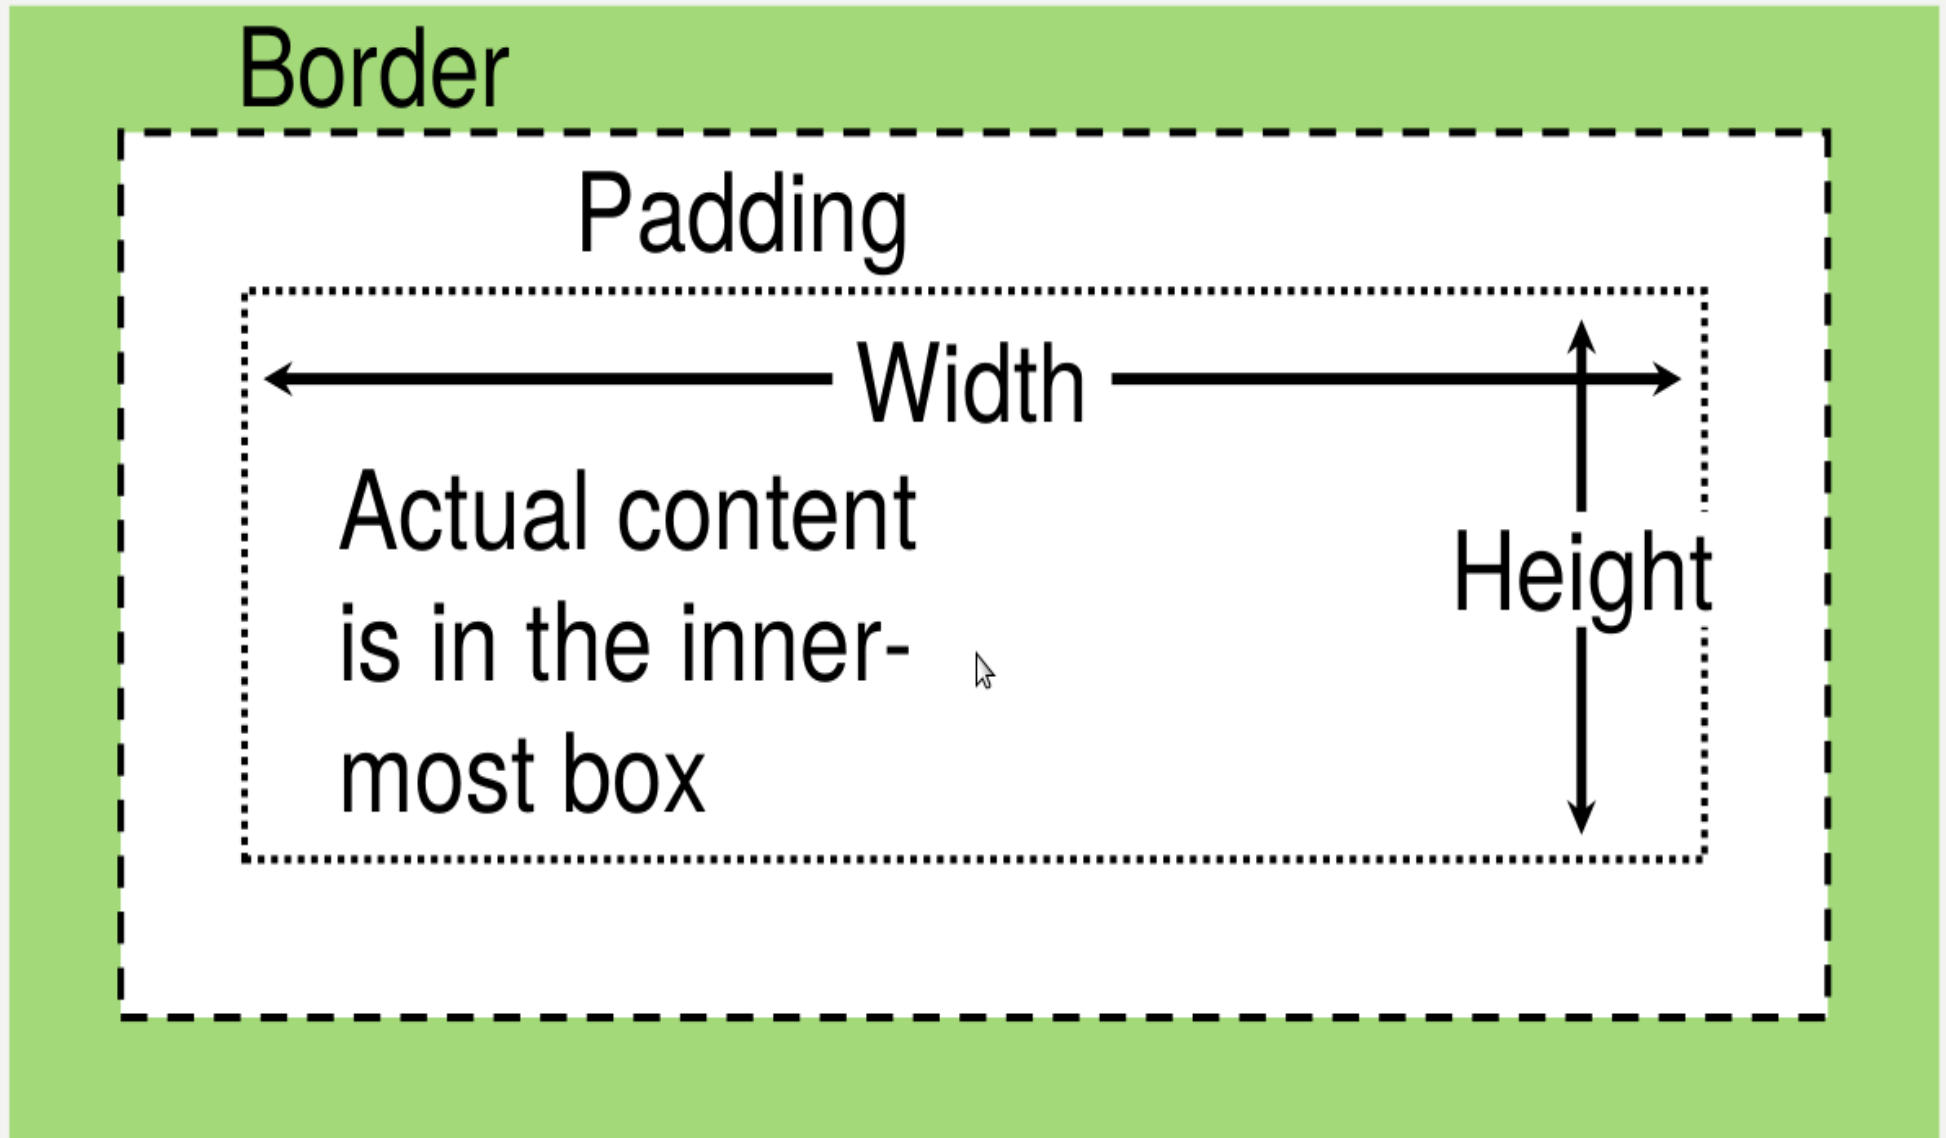 Border
Padding
Width
Actual content
is in the inner-
most box
Height